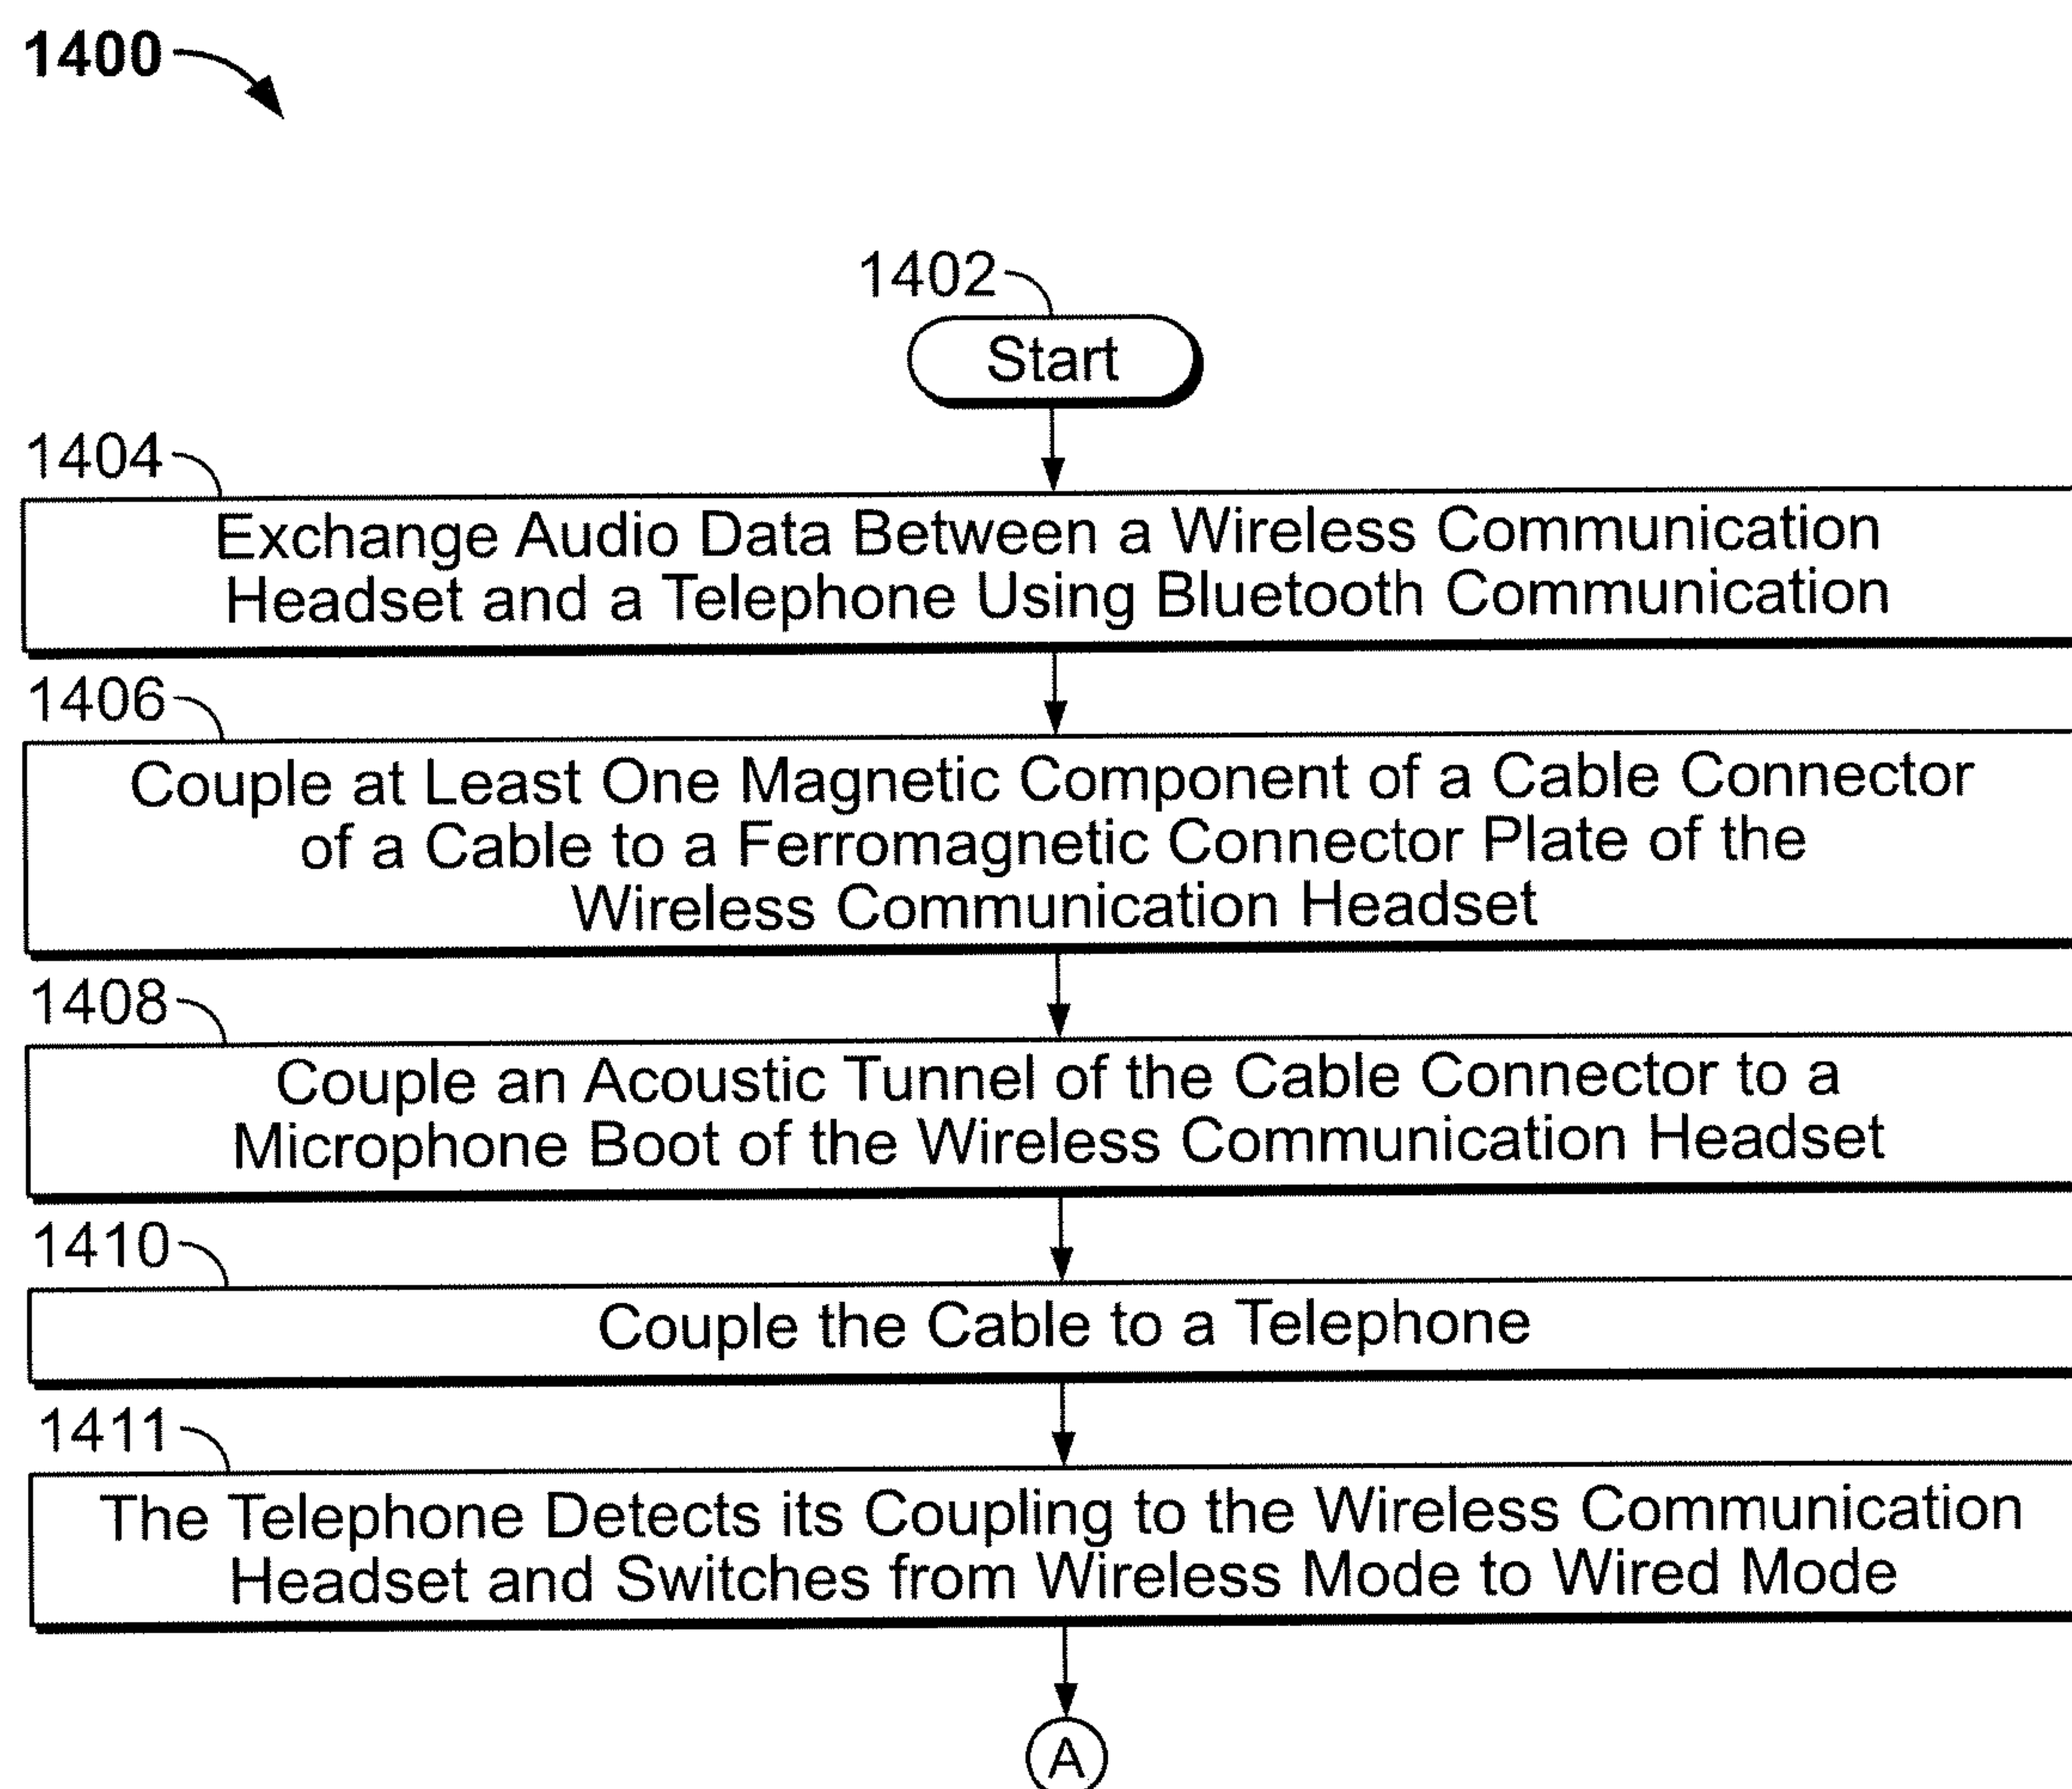 1400
1402
Start
1404
Exchange Audio Data Between a Wireless Communication
Headset and a Telephone Using Bluetooth Communication
1406
Couple at Least One Magnetic Component of a Cable Connector
of a Cable to a Ferromagnetic Connector Plate of the
Wireless Communication Headset
1408
Couple an Acoustic Tunnel of the Cable Connector to a
Microphone Boot of the Wireless Communication Headset
1410
Couple the Cable to a Telephone
1411
The Telephone Detects its Coupling to the Wireless Communication
Headset and Switches from Wireless Mode to Wired Mode
A